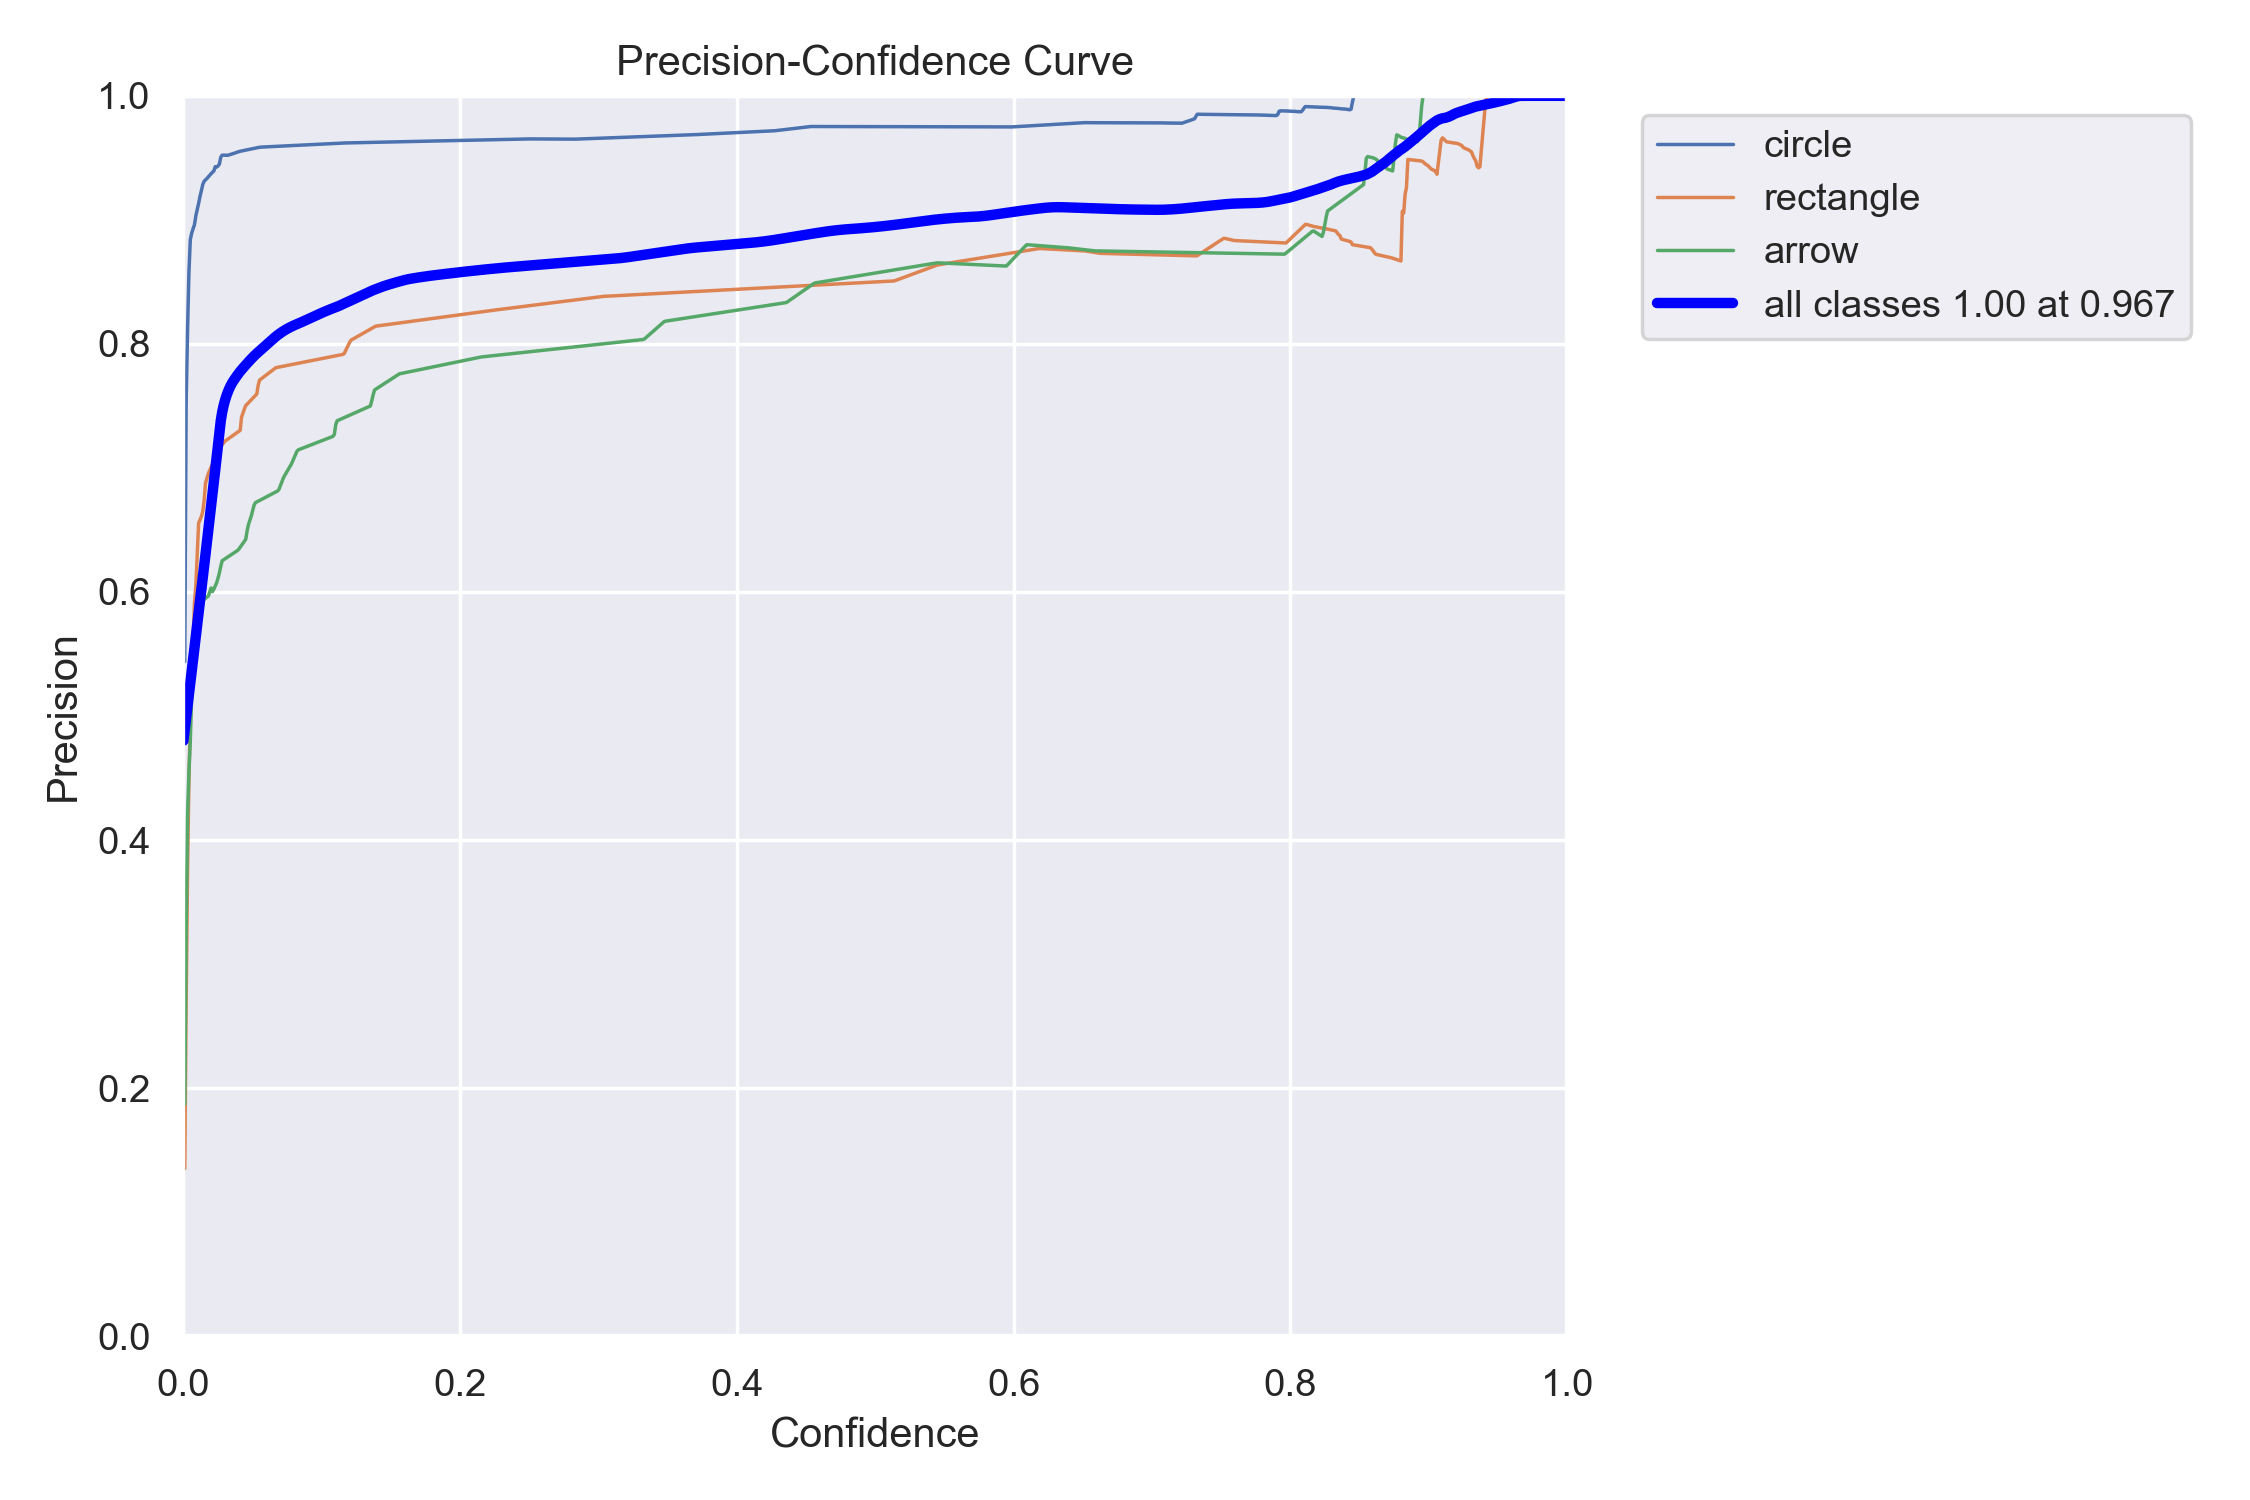 Precision-Confidence Curve
1.0
0.8
0.6
0.4
0.2
0.0
Precision
0.0 0.2 0.4 0.6 0.8 1.0
Confidence
circle
rectangle
arrow
all classes 1.00 at 0.967